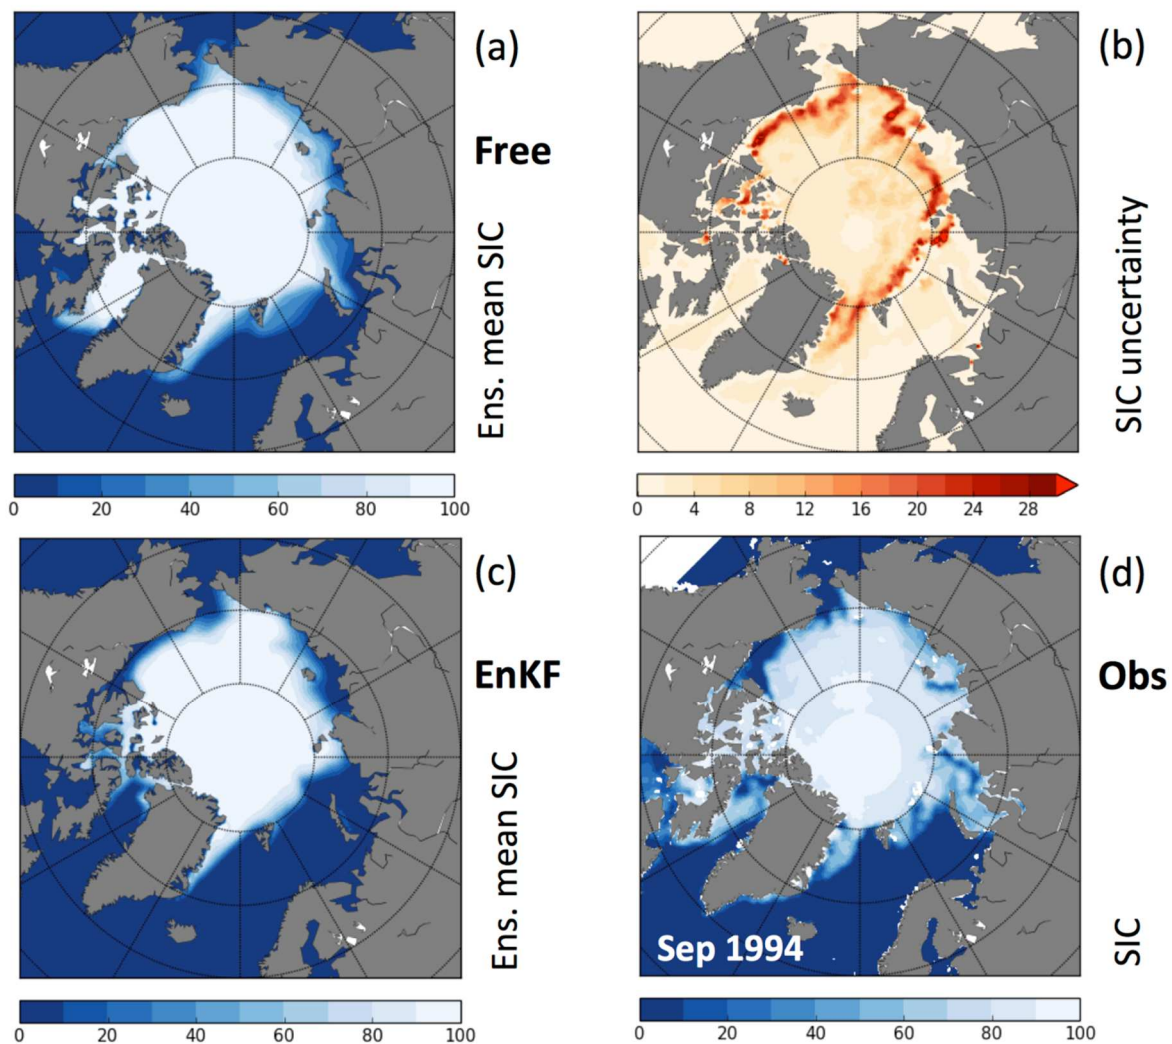 (a)
Free
Ens. mean SIC
0 20 40 60 80 100
(b)
SIC uncertainty
0 4 8 12 16 20 24 28
(c)
EnKF
Ens. mean SIC
0 20 40 60 80 100
(d)
Obs
Sep 1994
SIC
0 20 40 60 80 100